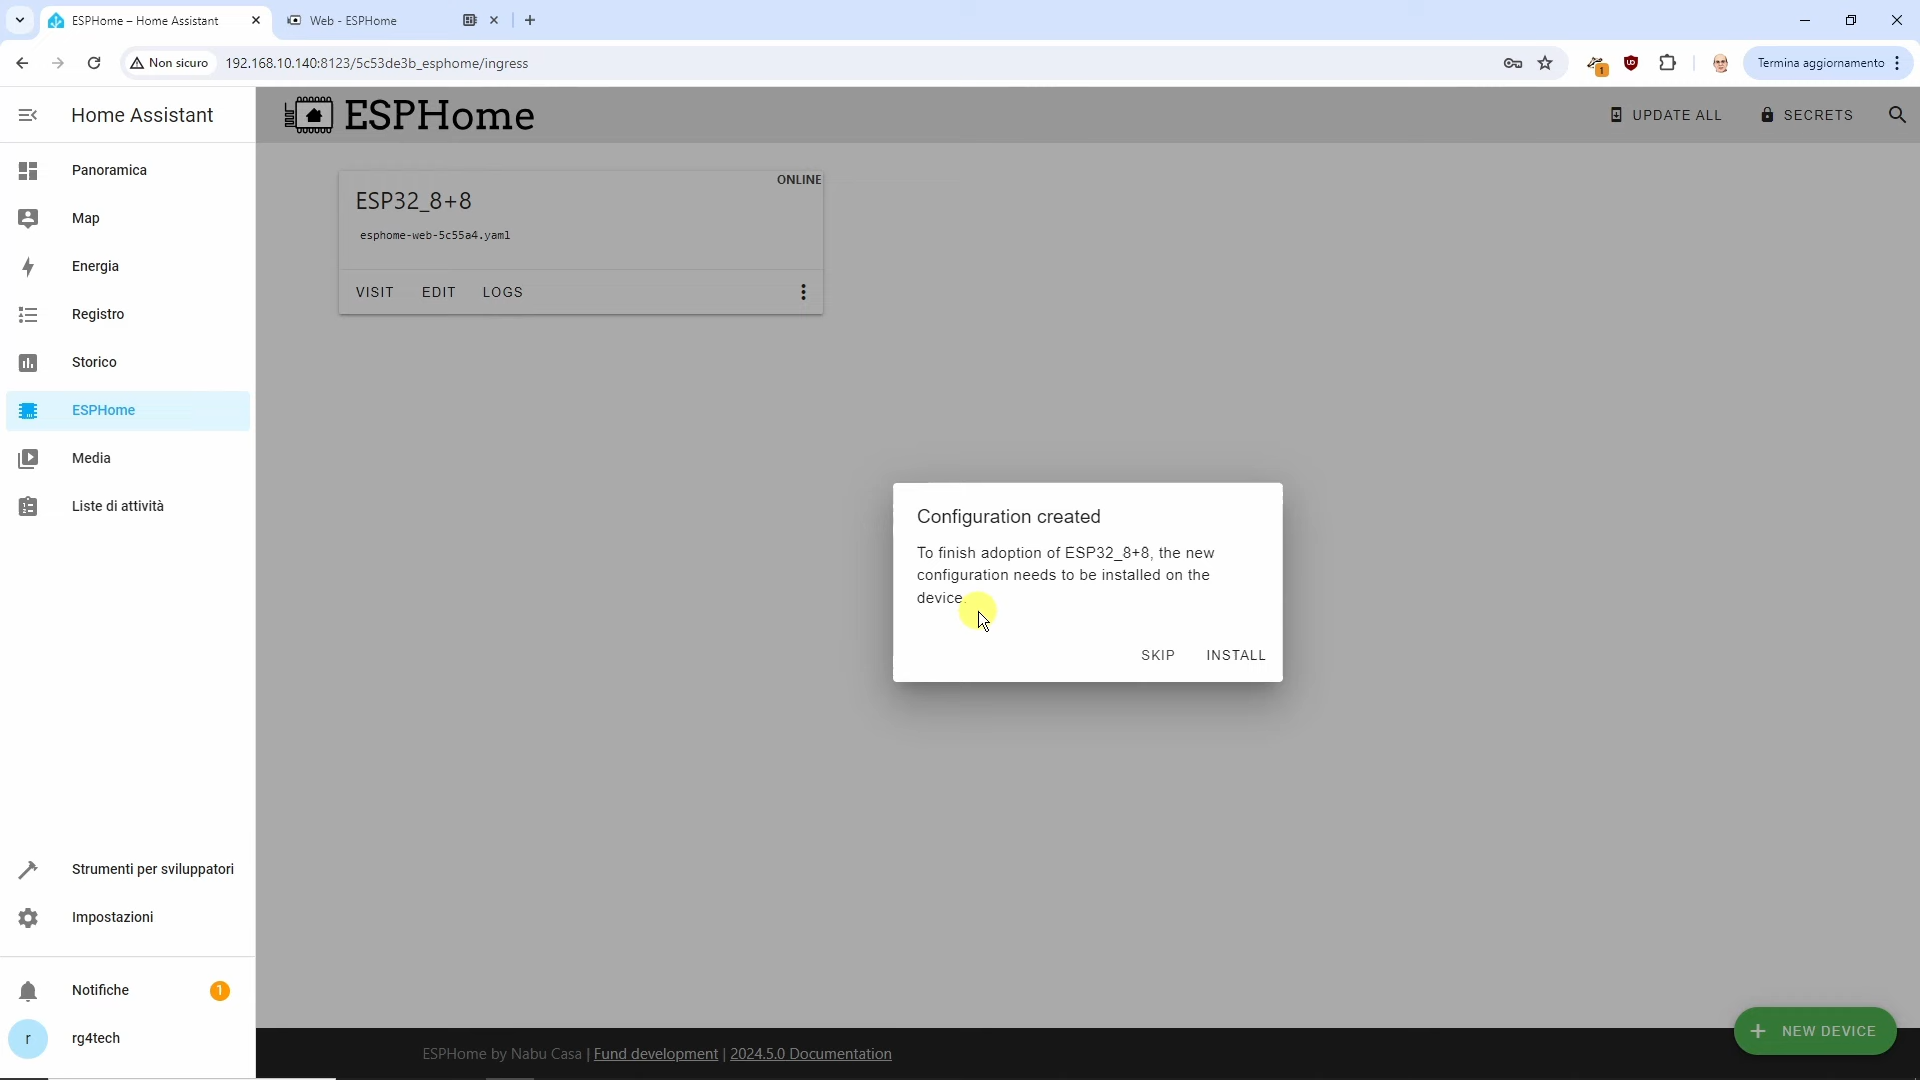 ESPHome – Home Assistant
Web - ESPHome
Non sicuro
192.168.10.140:8123/5c53de3b_esphome/ingress
1
Termina aggiornamento
Home Assistant
ESPHome
UPDATE ALL
SECRETS
Panoramica
Map
Energia
Registro
Storico
ESPHome
Media
Liste di attività
Strumenti per sviluppatori
Impostazioni
Notifiche
1
r
rg4tech
ONLINE
ESP32_8+8
esphome-web-5c55a4.yaml
VISIT
EDIT
LOGS
Configuration created
To finish adoption of ESP32_8+8, the new
configuration needs to be installed on the
device.
SKIP
INSTALL
NEW DEVICE
ESPHome by Nabu Casa | Fund development | 2024.5.0 Documentation